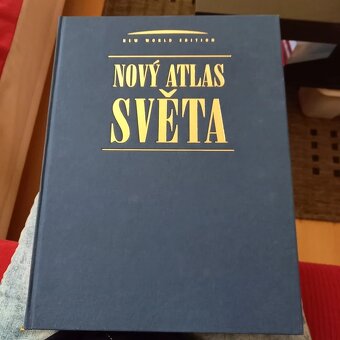 NEW WORLD EDITION
NOVÝ ATLAS
SVĚTA